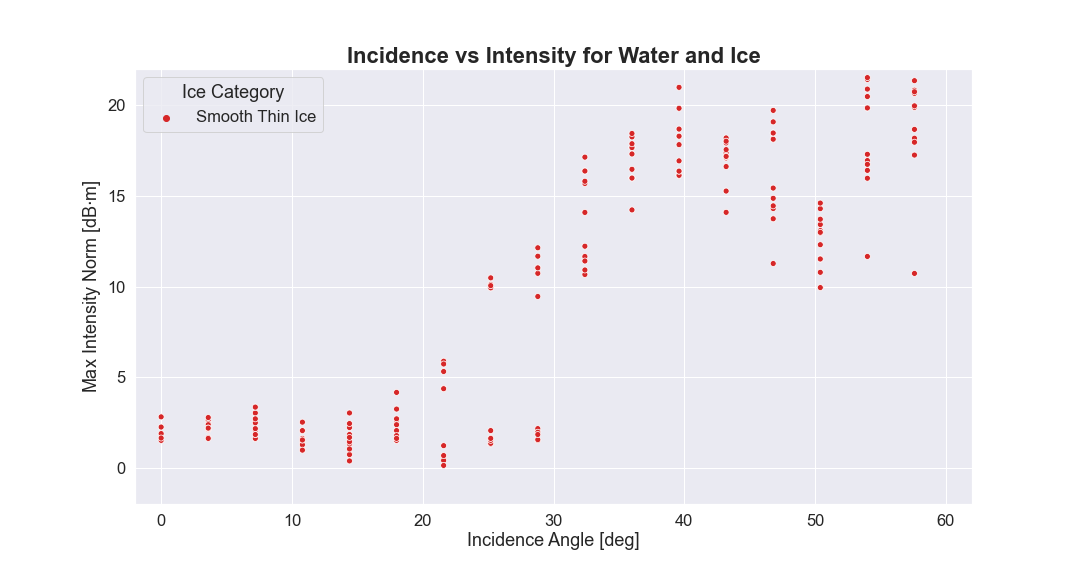 Incidence vs Intensity for Water and Ice
Ice Category
Smooth Thin Ice
Max Intensity Norm [dB·m]
20
15
10
5
0
0 10 20 30 40 50 60
Incidence Angle [deg]